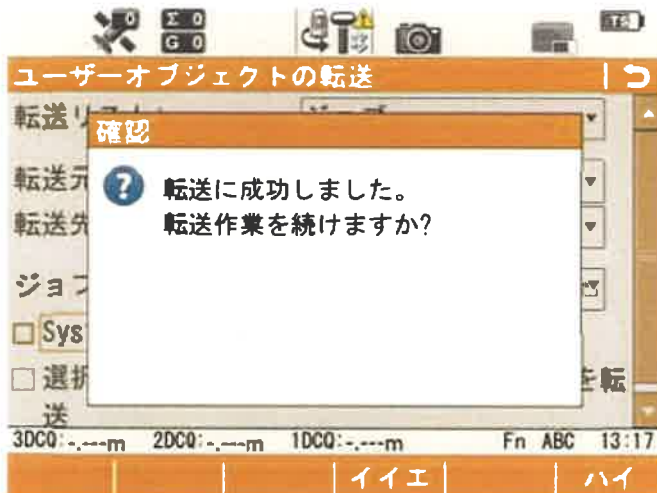 Σ 0
G 0
ユーザーオブジェクトの転送
転送リ
確認
転送元
転送に成功しました。
転送先
転送作業を続けますか?
ジョブ
Sys
選択
を転
送
3DCQ:-.---m 2DCQ:-.---m 1DCQ:-.---m Fn ABC 13:17
イイエ ハイ